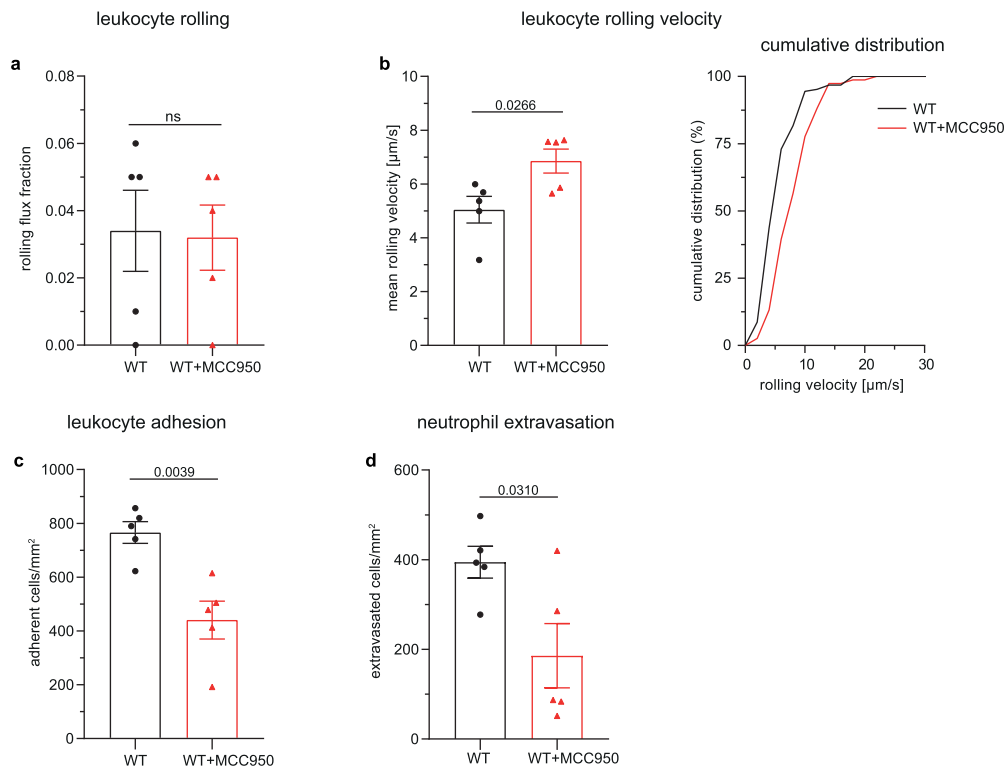 leukocyte rolling
leukocyte rolling velocity
cumulative distribution
a
rolling flux fraction
0.08
0.06
0.04
0.02
0.00
ns
WT
WT+MCC950
b
mean rolling velocity [µm/s]
10
8
6
4
2
0
0.0266
WT
WT+MCC950
cumulative distribution (%)
100
75
50
25
0
WT
WT+MCC950
0
10
20
30
rolling velocity [µm/s]
leukocyte adhesion
neutrophil extravasation
c
adherent cells/mm²
1000
800
600
400
200
0
0.0039
WT
WT+MCC950
d
extravasated cells/mm²
600
400
200
0
0.0310
WT
WT+MCC950